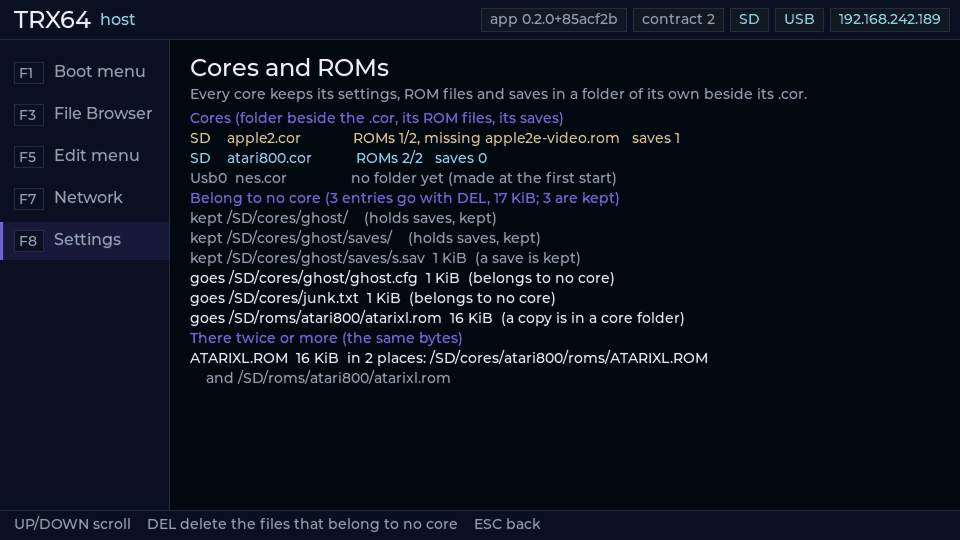 TRX64 host
app 0.2.0+85acf2b
contract 2
SD
USB
192.168.242.189
F1 Boot menu
F3 File Browser
F5 Edit menu
F7 Network
F8 Settings
Cores and ROMs
Every core keeps its settings, ROM files and saves in a folder of its own beside its .cor.
Cores (folder beside the .cor, its ROM files, its saves)
SD apple2.cor ROMs 1/2, missing apple2e-video.rom saves 1
SD atari800.cor ROMs 2/2 saves 0
Usb0 nes.cor no folder yet (made at the first start)
Belong to no core (3 entries go with DEL, 17 KiB; 3 are kept)
kept /SD/cores/ghost/ (holds saves, kept)
kept /SD/cores/ghost/saves/ (holds saves, kept)
kept /SD/cores/ghost/saves/s.sav 1 KiB (a save is kept)
goes /SD/cores/ghost/ghost.cfg 1 KiB (belongs to no core)
goes /SD/cores/junk.txt 1 KiB (belongs to no core)
goes /SD/roms/atari800/atarixl.rom 16 KiB (a copy is in a core folder)
There twice or more (the same bytes)
ATARIXL.ROM 16 KiB in 2 places: /SD/cores/atari800/roms/ATARIXL.ROM
and /SD/roms/atari800/atarixl.rom
UP/DOWN scroll DEL delete the files that belong to no core ESC back